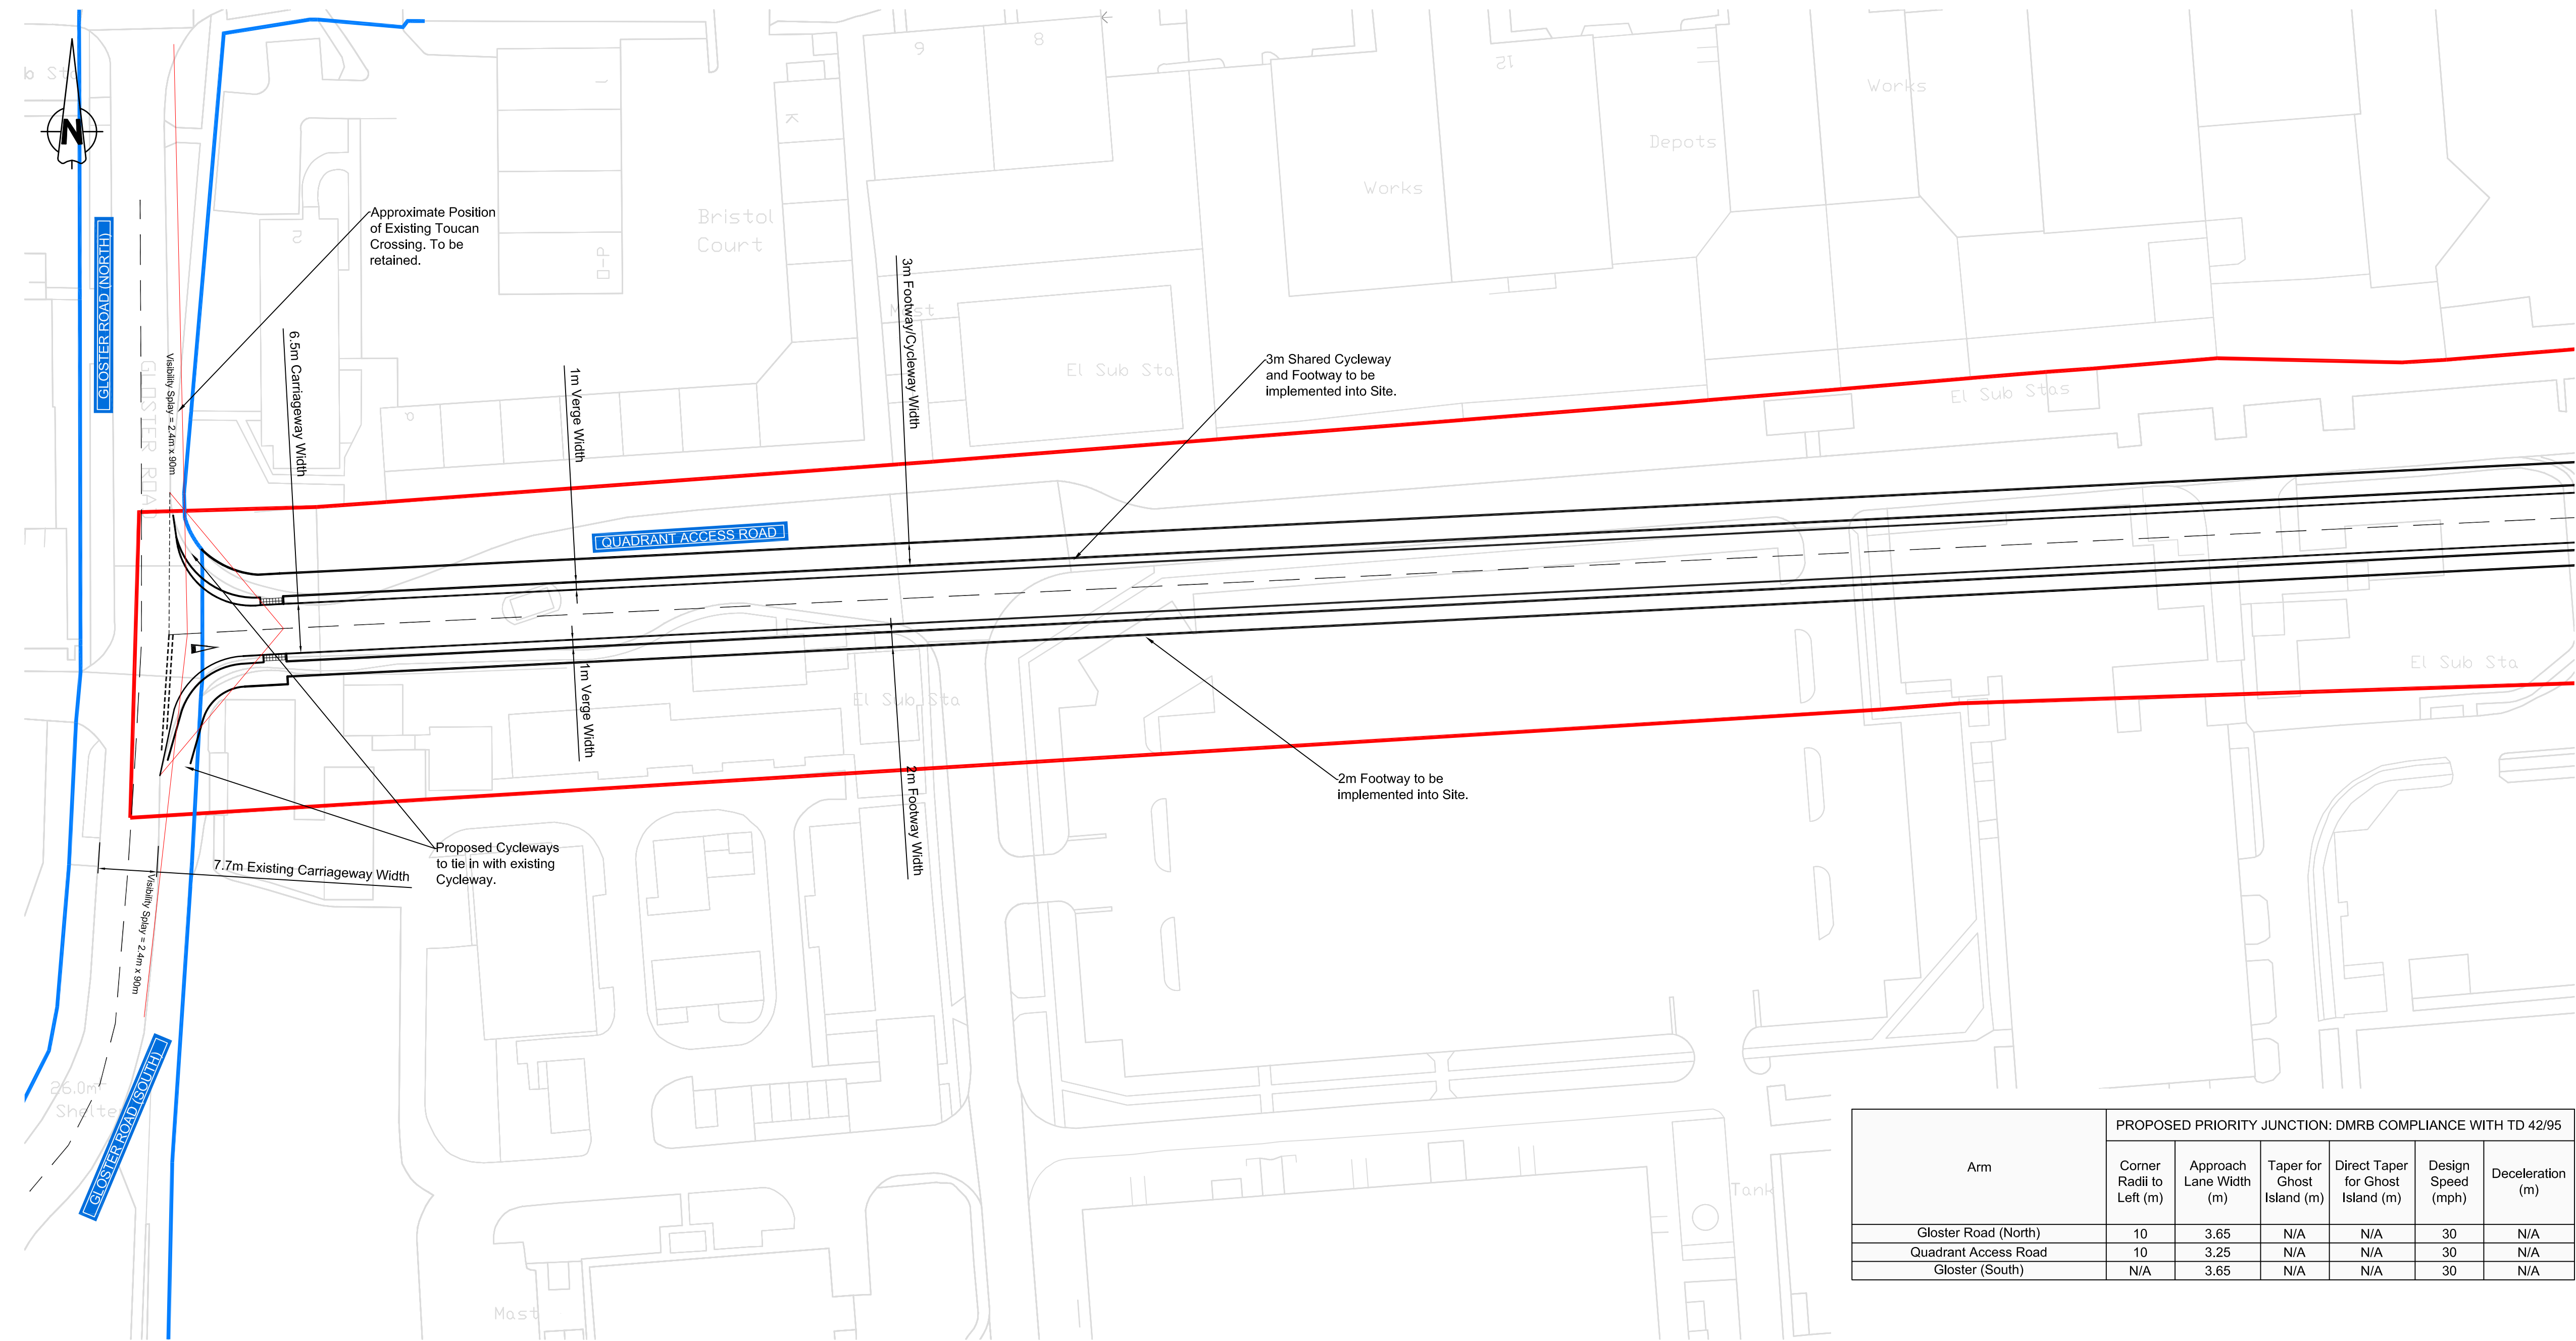 N
GLOSTER ROAD (NORTH)
Approximate Position
of Existing Toucan
Crossing. To be
retained.
Visibility Splay = 2.4m x 90m
6.5m Carriageway Width
1m Verge Width
3m Footway/Cycleway Width
3m Shared Cycleway
and Footway to be
implemented into Site.
QUADRANT ACCESS ROAD
1m Verge Width
2m Footway Width
2m Footway to be
implemented into Site.
Proposed Cycleways
to tie in with existing
Cycleway.
7.7m Existing Carriageway Width
Visibility Splay = 2.4m x 90m
GLOSTER ROAD (SOUTH)
9
8
12
2
J
K
Works
Depots
Works
Bristol
Court
Mast
El Sub Sta
El Sub Stas
El Sub Sta
El Sub Sta
26.0m
Tank
Mast
PROPOSED PRIORITY JUNCTION: DMRB COMPLIANCE WITH TD 42/95
Arm
Corner
Radii to
Left (m)
Approach
Lane Width
(m)
Taper for
Ghost
Island (m)
Direct Taper
for Ghost
Island (m)
Design
Speed
(mph)
Deceleration
(m)
Gloster Road (North) 10 3.65 N/A N/A 30 N/A
Quadrant Access Road 10 3.25 N/A N/A 30 N/A
Gloster (South) N/A 3.65 N/A N/A 30 N/A